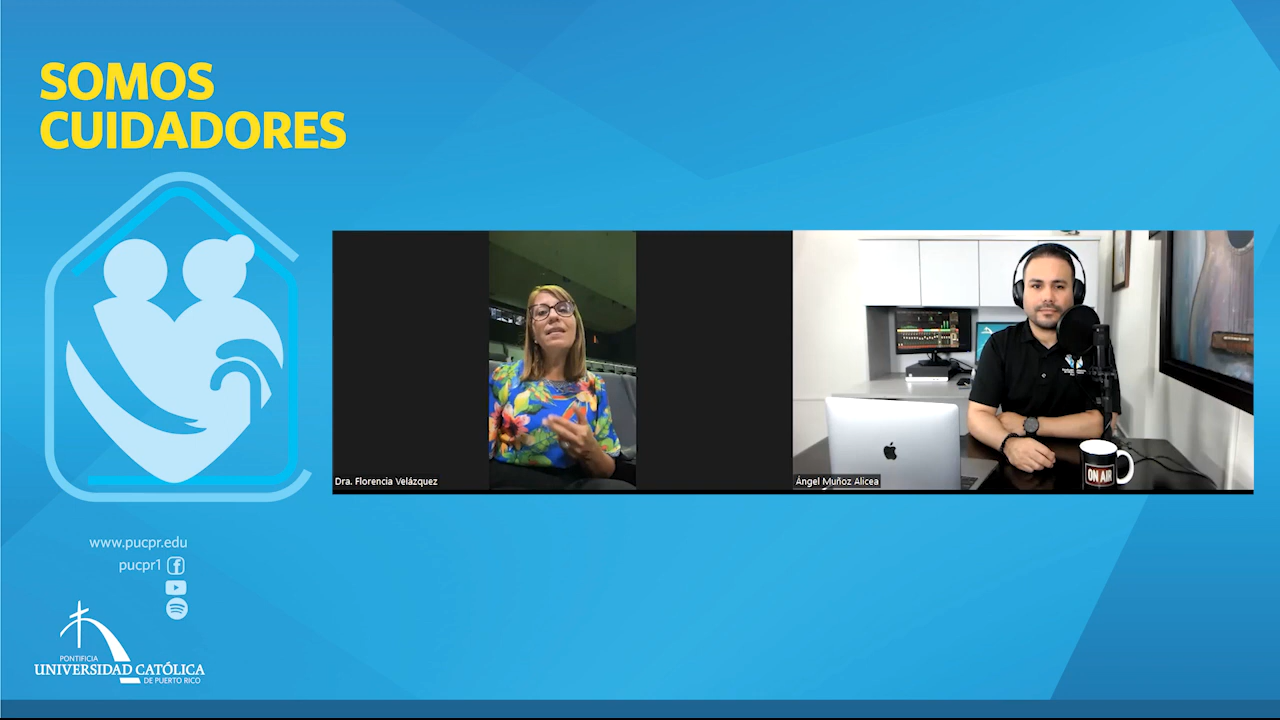 SOMOS
CUIDADORES
Dra. Florencia Velázquez
Ángel Muñoz Alicea
ON AIR
www.pucpr.edu
pucpr1
PONTIFICIA
UNIVERSIDAD CATÓLICA
DE PUERTO RICO